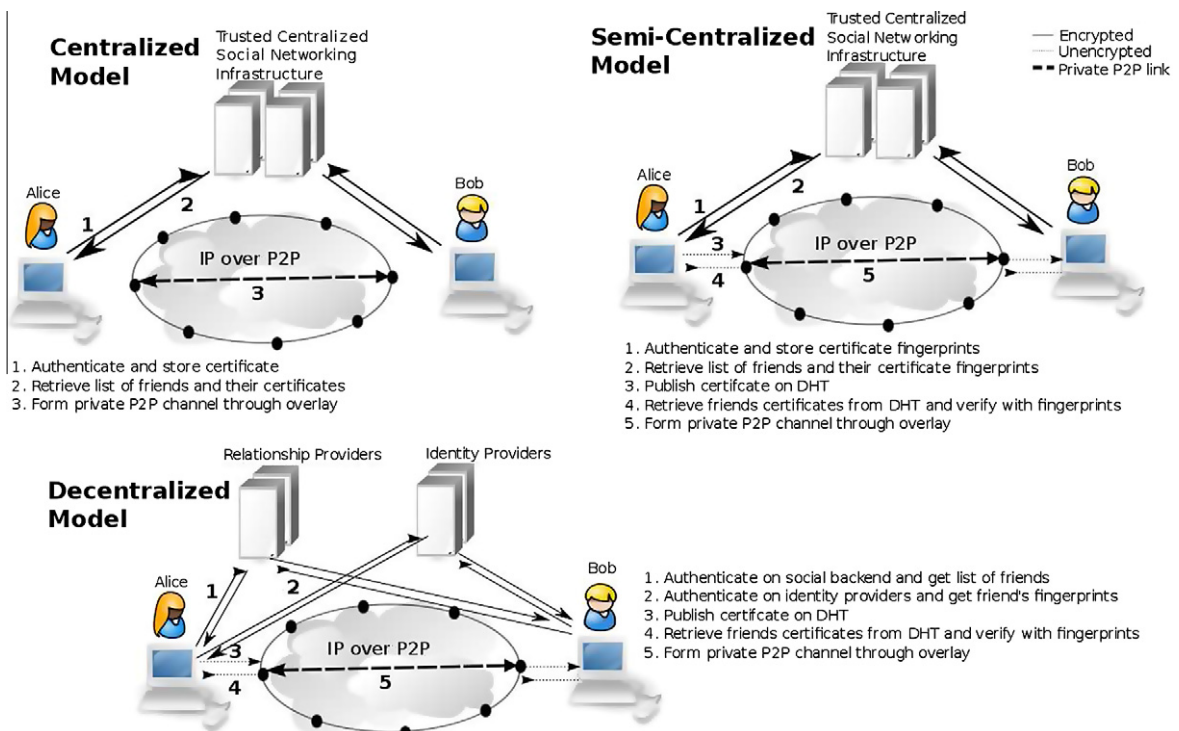 Centralized
Model
Trusted Centralized
Social Networking
Infrastructure
Alice
Bob
1
2
IP over P2P
3
1. Authenticate and store certificate
2. Retrieve list of friends and their certificates
3. Form private P2P channel through overlay
Semi-Centralized
Model
Trusted Centralized
Social Networking
Infrastructure
Encrypted
Unencrypted
Private P2P link
Alice
Bob
1
2
3
IP over P2P
4
5
1. Authenticate and store certificate fingerprints
2. Retrieve list of friends and their certificate fingerprints
3. Publish certifcate on DHT
4. Retrieve friends certificates from DHT and verify with fingerprints
5. Form private P2P channel through overlay
Decentralized
Model
Relationship Providers
Identity Providers
Alice
Bob
1
2
3
IP over P2P
4
5
1. Authenticate on social backend and get list of friends
2. Authenticate on identity providers and get friend's fingerprints
3. Publish certifcate on DHT
4. Retrieve friends certificates from DHT and verify with fingerprints
5. Form private P2P channel through overlay